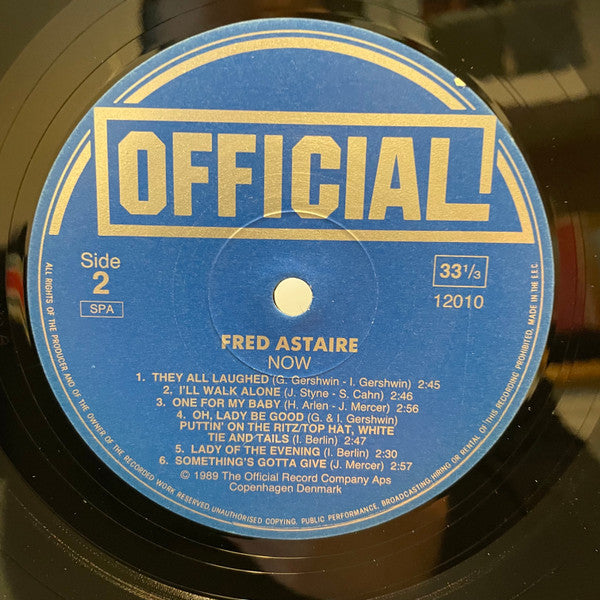 OFFICIAL
Side
2
SPA
33 1/3
12010
FRED ASTAIRE
NOW
1. THEY ALL LAUGHED (G. Gershwin - I. Gershwin) 2:45
2. I'LL WALK ALONE (J. Styne - S. Cahn) 2:46
3. ONE FOR MY BABY (H. Arlen - J. Mercer) 2:56
4. OH, LADY BE GOOD (G. & I. Gershwin)
PUTTIN' ON THE RITZ/TOP HAT, WHITE
TIE AND TAILS (I. Berlin) 2:47
5. LADY OF THE EVENING (I. Berlin) 2:30
6. SOMETHING'S GOTTA GIVE (J. Mercer) 2:57
© 1989 The Official Record Company Aps
Copenhagen Denmark
ALL RIGHTS OF THE PRODUCER AND OF THE OWNER OF THE RECORDED WORK RESERVED. UNAUTHORISED COPYING, PUBLIC PERFORMANCE, BROADCASTING, HIRING OR RENTAL OF THIS RECORDING PROHIBITED. MADE IN THE E.E.C.